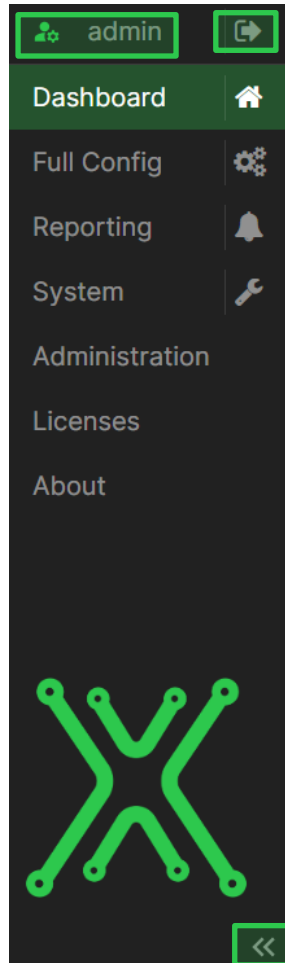 admin
Dashboard
Full Config
Reporting
System
Administration
Licenses
About